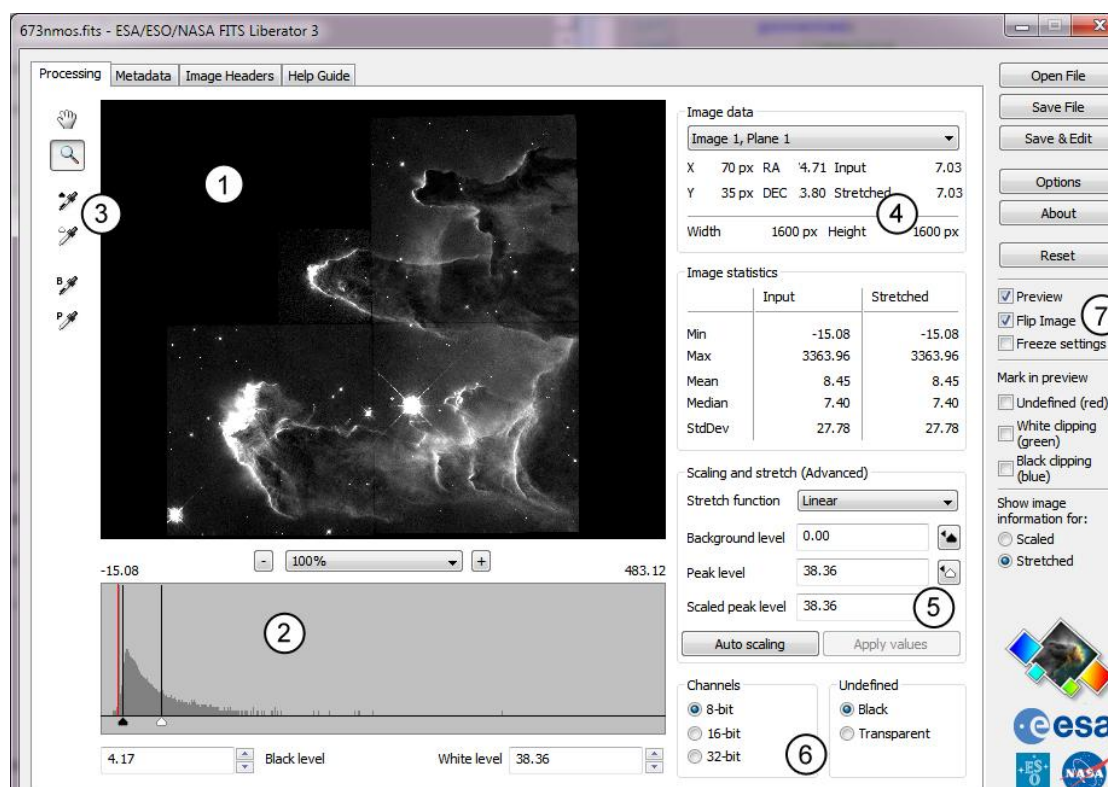 673nmos.fits - ESA/ESO/NASA FITS Liberator 3
Processing Metadata Image Headers Help Guide
1
3
B
P
- 100% +
-15.08 483.12
2
4.17 Black level White level 38.36
Image data
Image 1, Plane 1
X 70 px RA '4.71 Input 7.03
Y 35 px DEC 3.80 Stretched 7.03
4
Width 1600 px Height 1600 px
Image statistics
Input Stretched
Min -15.08 -15.08
Max 3363.96 3363.96
Mean 8.45 8.45
Median 7.40 7.40
StdDev 27.78 27.78
Scaling and stretch (Advanced)
Stretch function Linear
Background level 0.00
Peak level 38.36
Scaled peak level 38.36
5
Auto scaling Apply values
Channels
8-bit
16-bit
32-bit
6
Undefined
Black
Transparent
Open File
Save File
Save & Edit
Options
About
Reset
Preview
Flip Image
7
Freeze settings
Mark in preview
Undefined (red)
White clipping
(green)
Black clipping
(blue)
Show image
information for:
Scaled
Stretched
esa
ES
O
NASA